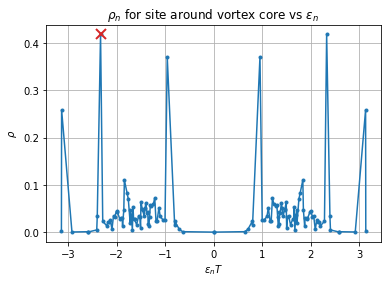 ρₙ for site around vortex core vs εₙ
0.4
0.3
0.2
0.1
0.0
ρ
−3 −2 −1 0 1 2 3
εₙT